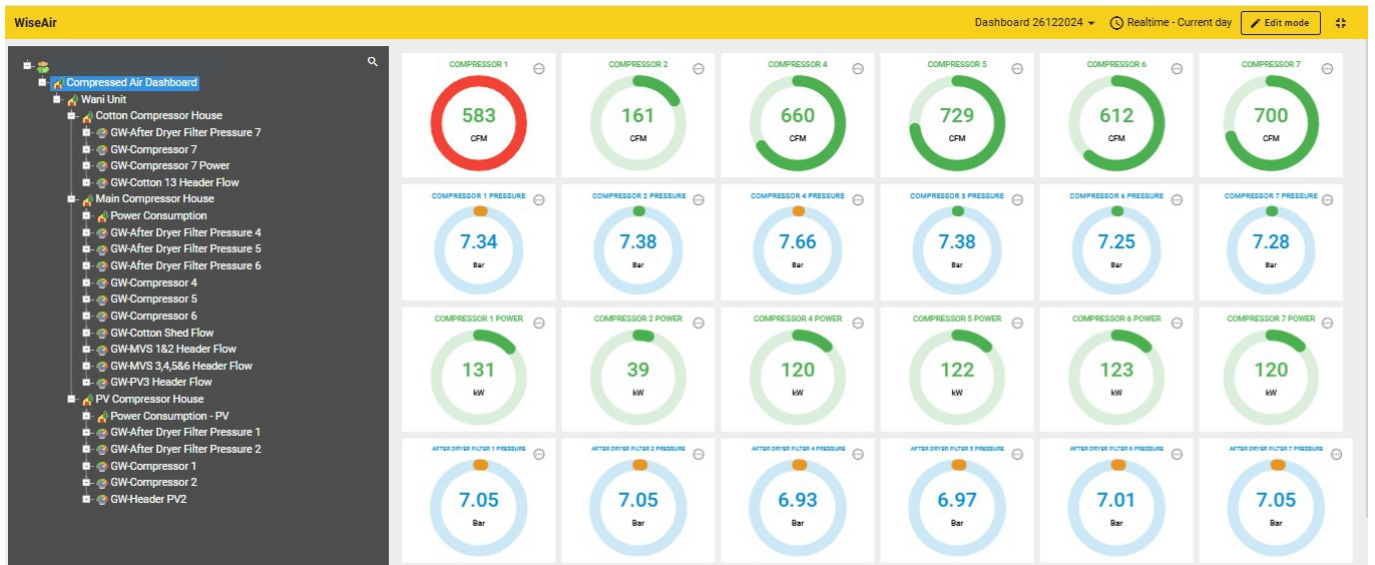 WiseAir
Dashboard 26122024
Realtime - Current day
Edit mode
Compressed Air Dashboard
Wani Unit
Cotton Compressor House
GW-After Dryer Filter Pressure 7
GW-Compressor 7
GW-Compressor 7 Power
GW-Cotton 13 Header Flow
Main Compressor House
Power Consumption
GW-After Dryer Filter Pressure 4
GW-After Dryer Filter Pressure 5
GW-After Dryer Filter Pressure 6
GW-Compressor 4
GW-Compressor 5
GW-Compressor 6
GW-Cotton Shed Flow
GW-MVS 1&2 Header Flow
GW-MVS 3,4,5&6 Header Flow
GW-PV3 Header Flow
PV Compressor House
Power Consumption - PV
GW-After Dryer Filter Pressure 1
GW-After Dryer Filter Pressure 2
GW-Compressor 1
GW-Compressor 2
GW-Header PV2
COMPRESSOR 1
583
CFM
COMPRESSOR 2
161
CFM
COMPRESSOR 4
660
CFM
COMPRESSOR 5
729
CFM
COMPRESSOR 6
612
CFM
COMPRESSOR 7
700
CFM
COMPRESSOR 1 PRESSURE
7.34
Bar
COMPRESSOR 2 PRESSURE
7.38
Bar
COMPRESSOR 4 PRESSURE
7.66
Bar
COMPRESSOR 5 PRESSURE
7.38
Bar
COMPRESSOR 6 PRESSURE
7.25
Bar
COMPRESSOR 7 PRESSURE
7.28
Bar
COMPRESSOR 1 POWER
131
kW
COMPRESSOR 2 POWER
39
kW
COMPRESSOR 4 POWER
120
kW
COMPRESSOR 5 POWER
122
kW
COMPRESSOR 6 POWER
123
kW
COMPRESSOR 7 POWER
120
kW
AFTER DRYER FILTER 1 PRESSURE
7.05
Bar
AFTER DRYER FILTER 2 PRESSURE
7.05
Bar
AFTER DRYER FILTER 4 PRESSURE
6.93
Bar
AFTER DRYER FILTER 5 PRESSURE
6.97
Bar
AFTER DRYER FILTER 6 PRESSURE
7.01
Bar
AFTER DRYER FILTER 7 PRESSURE
7.05
Bar